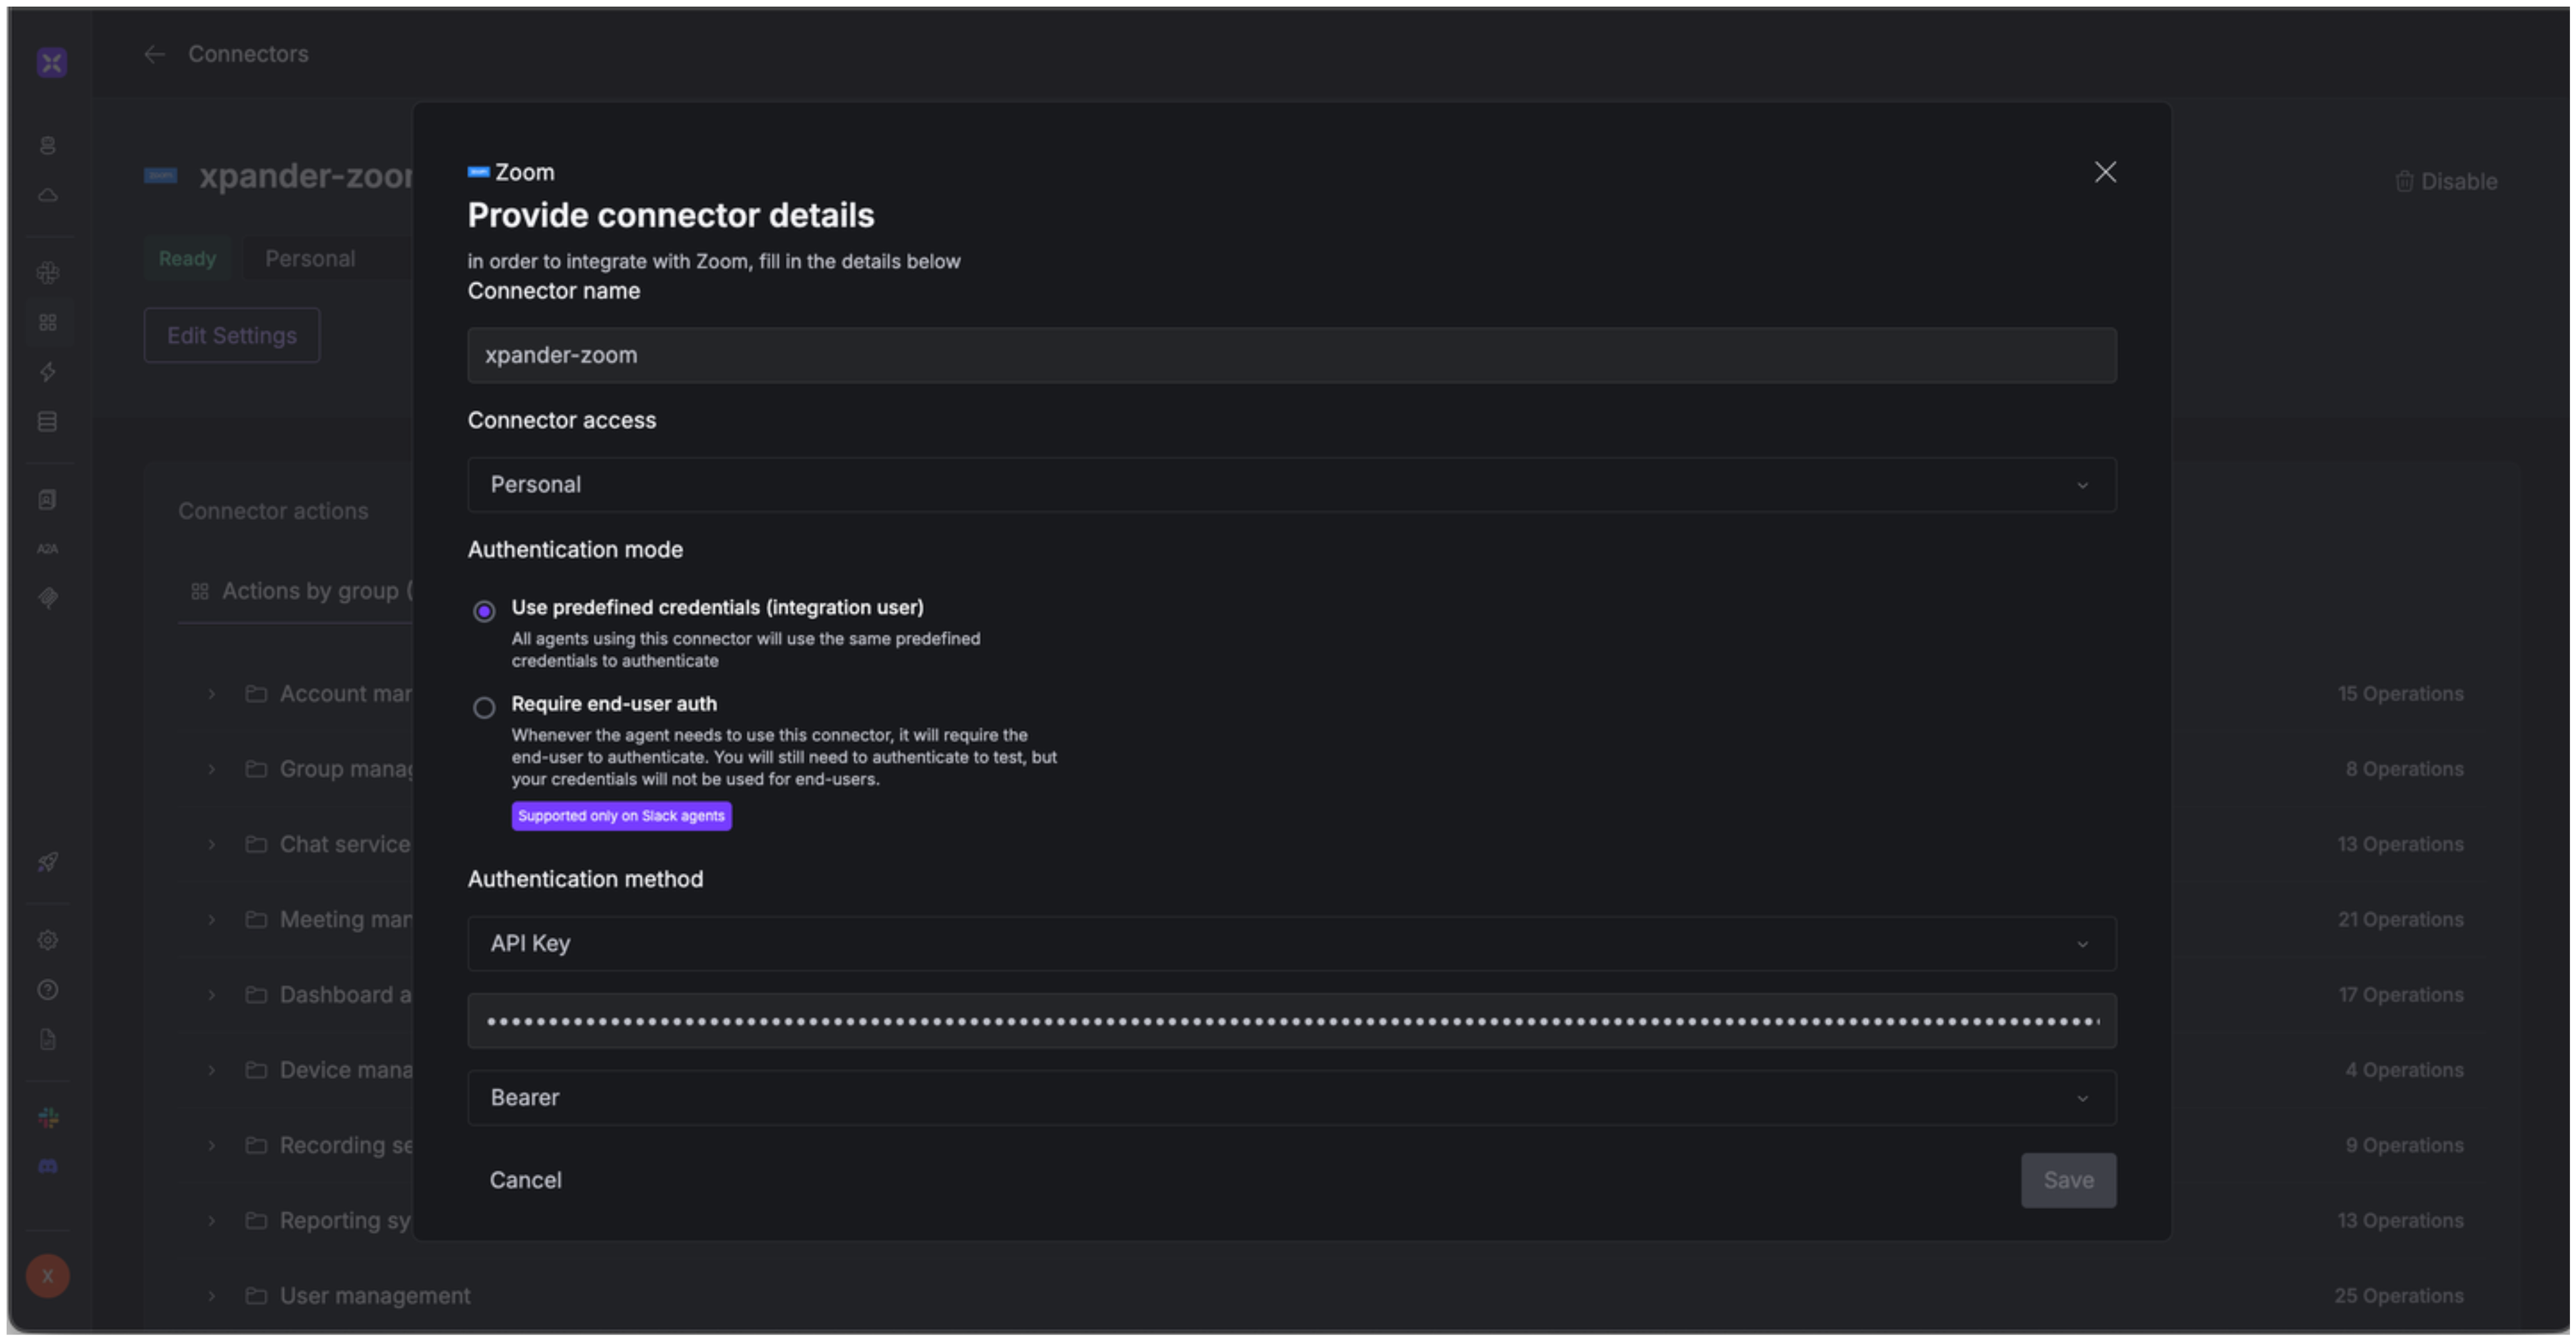 Connectors
xpander-zoom
Disable
Ready
Personal
Edit Settings
Connector actions
Actions by group (
Account man
15 Operations
Group manag
8 Operations
Chat service
13 Operations
Meeting man
21 Operations
Dashboard a
17 Operations
Device mana
4 Operations
Recording se
9 Operations
Reporting sy
13 Operations
User management
25 Operations
A2A
X
Zoom
Provide connector details
in order to integrate with Zoom, fill in the details below
Connector name
xpander-zoom
Connector access
Personal
Authentication mode
Use predefined credentials (integration user)
All agents using this connector will use the same predefined
credentials to authenticate
Require end-user auth
Whenever the agent needs to use this connector, it will require the
end-user to authenticate. You will still need to authenticate to test, but
your credentials will not be used for end-users.
Supported only on Slack agents
Authentication method
API Key
Bearer
Cancel
Save